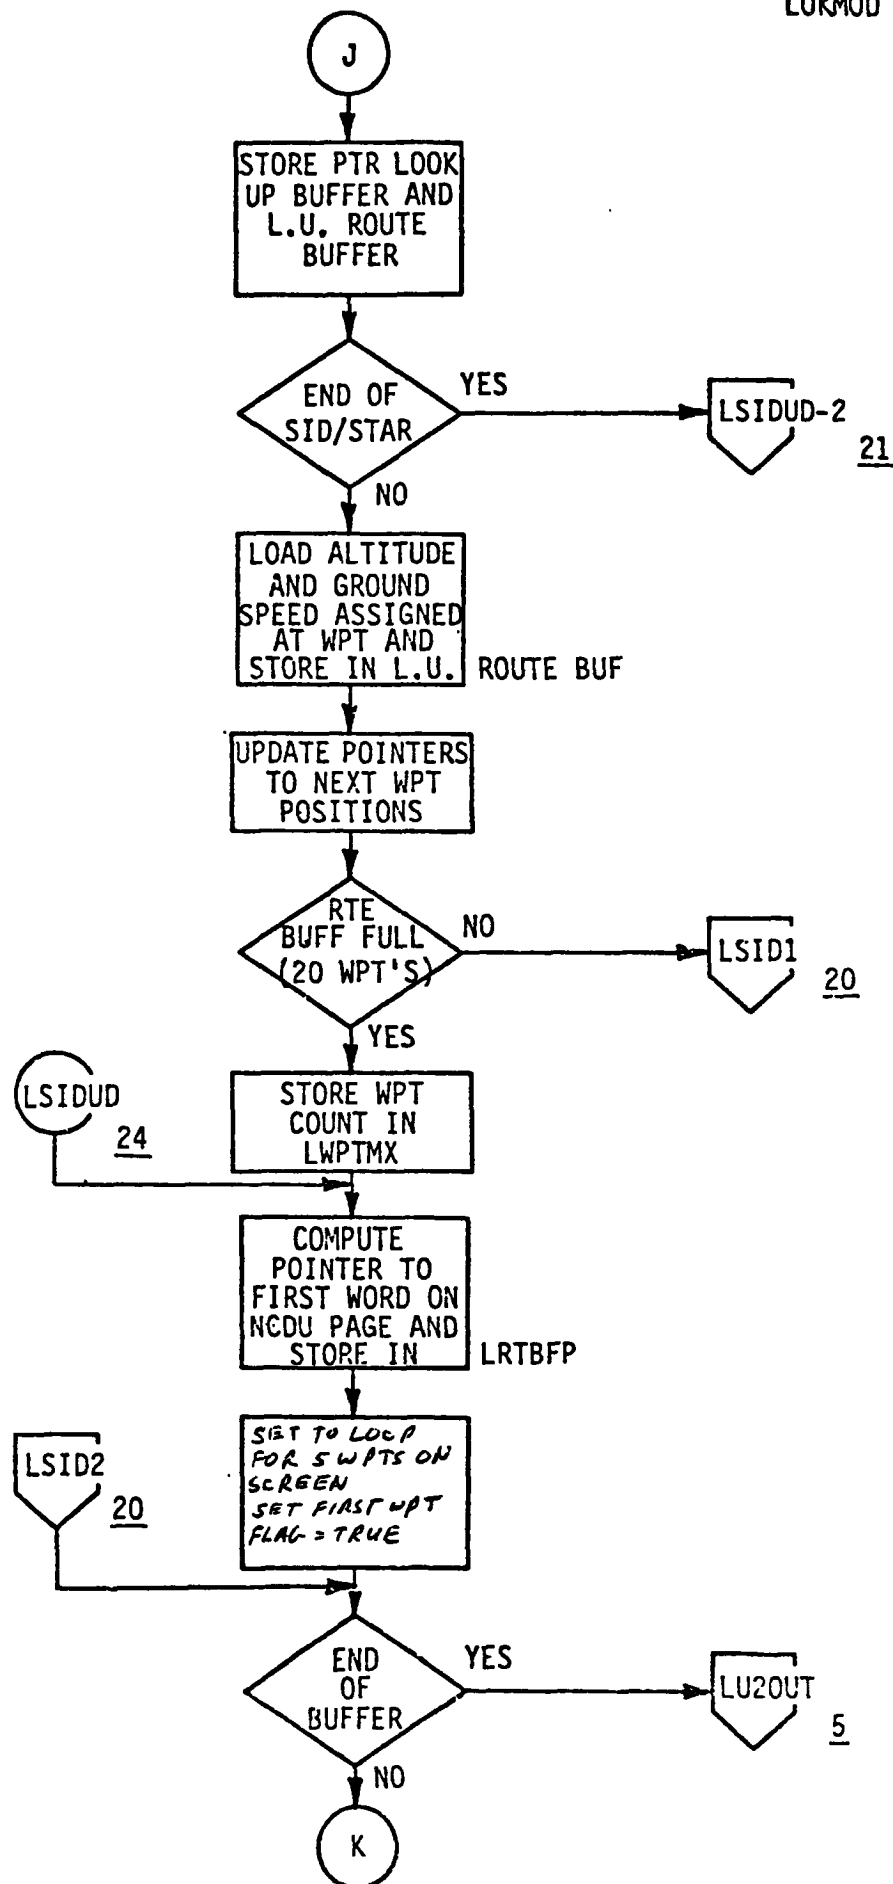 LURMOD
J
STORE PTR LOOK
UP BUFFER AND
L.U. ROUTE
BUFFER
END OF
SID/STAR
YES
LSIDUD-2
21
NO
LOAD ALTITUDE
AND GROUND
SPEED ASSIGNED
AT WPT AND
STORE IN L.U. ROUTE BUF
UPDATE POINTERS
TO NEXT WPT
POSITIONS
RTE
BUFF FULL
(20 WPT'S)
NO
LSID1
20
YES
LSIDUD
24
STORE WPT
COUNT IN
LWPTMX
COMPUTE
POINTER TO
FIRST WORD ON
NCDU PAGE AND
STORE IN LRTBFP
SET TO LOOP
FOR 5 WPTS ON
SCREEN
SET FIRST WPT
FLAG = TRUE
LSID2
20
END
OF
BUFFER
YES
LU2OUT
5
NO
K